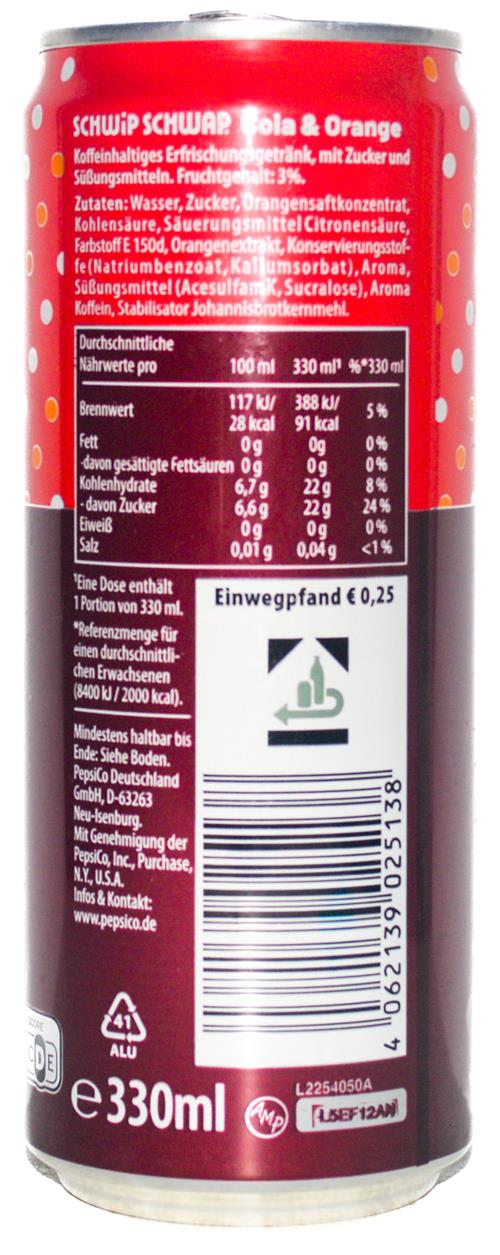 SCHWiP SCHWAP. Cola & Orange
Koffeinhaltiges Erfrischungsgetränk, mit Zucker und
Süßungsmitteln. Fruchtgehalt: 3%.
Zutaten: Wasser, Zucker, Orangensaftkonzentrat,
Kohlensäure, Säuerungsmittel Citronensäure,
Farbstoff E 150d, Orangenextrakt, Konservierungsstof-
fe (Natriumbenzoat, Kaliumsorbat), Aroma,
Süßungsmittel (Acesulfam K, Sucralose), Aroma
Koffein, Stabilisator Johannisbrotkernmehl.
Durchschnittliche
Nährwerte pro 100 ml 330 ml¹ %*330 ml
Brennwert 117 kJ/ 388 kJ/ 5 %
28 kcal 91 kcal
Fett 0 g 0g 0 %
-davon gesättigte Fettsäuren 0 g 0 g 0 %
Kohlenhydrate 6,7 g 22 g 8 %
- davon Zucker 6,6 g 22 g 24 %
Eiweiß 0 g 0 g 0 %
Salz 0,01 g 0,04 g <1 %
¹Eine Dose enthält
1 Portion von 330 ml.
*Referenzmenge für
einen durchschnittli-
chen Erwachsenen
(8400 kJ / 2000 kcal).
Mindestens haltbar bis
Ende: Siehe Boden.
PepsiCo Deutschland
GmbH, D-63263
Neu-Isenburg.
Mit Genehmigung der
PepsiCo, Inc., Purchase,
N.Y., U.S.A.
Infos & Kontakt:
www.pepsico.de
Einwegpfand € 0,25
4 062139 025138
41
ALU
SCORE
C D E
e 330ml
AMP
L2254050A
L5EF12AN